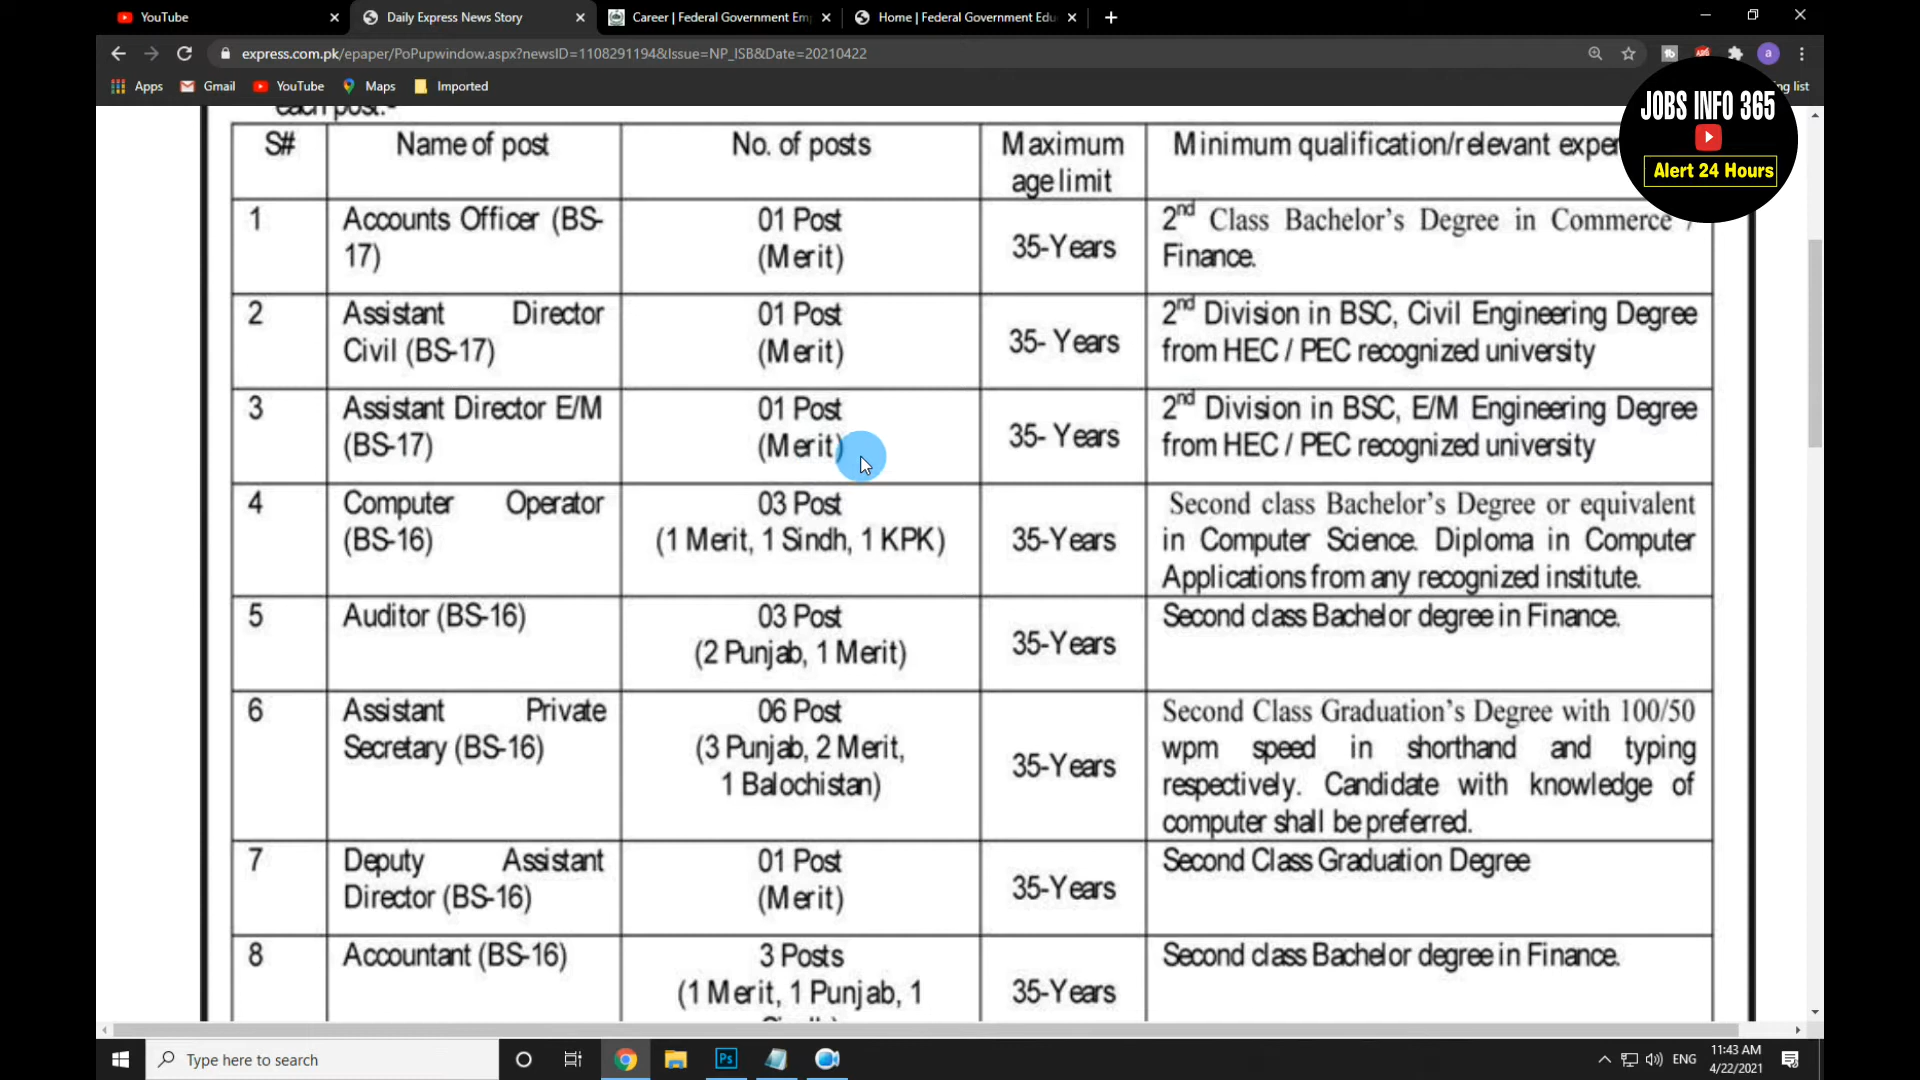 YouTube
Daily Express News Story
Career | Federal Government Em
Home | Federal Government Edu
express.com.pk/epaper/PoPupwindow.aspx?newsID=1108291194&Issue=NP_ISB&Date=20210422
a
Apps
Gmail
YouTube
Maps
Imported
ng list
JOBS INFO 365
Alert 24 Hours
each post:-
S#
Name of post
No. of posts
Maximum
age limit
Minimum qualification/relevant exper
1
Accounts Officer (BS-
17)
01 Post
(Merit)
35-Years
2nd Class Bachelor's Degree in Commerce /
Finance.
2
Assistant Director
Civil (BS-17)
01 Post
(Merit)
35- Years
2nd Division in BSC, Civil Engineering Degree
from HEC / PEC recognized university
3
Assistant Director E/M
(BS-17)
01 Post
(Merit)
35- Years
2nd Division in BSC, E/M Engineering Degree
from HEC / PEC recognized university
4
Computer Operator
(BS-16)
03 Post
(1 Merit, 1 Sindh, 1 KPK)
35-Years
Second class Bachelor's Degree or equivalent
in Computer Science. Diploma in Computer
Applications from any recognized institute.
5
Auditor (BS-16)
03 Post
(2 Punjab, 1 Merit)
35-Years
Second class Bachelor degree in Finance.
6
Assistant Private
Secretary (BS-16)
06 Post
(3 Punjab, 2 Merit,
1 Balochistan)
35-Years
Second Class Graduation's Degree with 100/50
wpm speed in shorthand and typing
respectively. Candidate with knowledge of
computer shall be preferred.
7
Deputy Assistant
Director (BS-16)
01 Post
(Merit)
35-Years
Second Class Graduation Degree
8
Accountant (BS-16)
3 Posts
(1 Merit, 1 Punjab, 1
35-Years
Second class Bachelor degree in Finance.
Type here to search
Ps
ENG
11:43 AM
4/22/2021